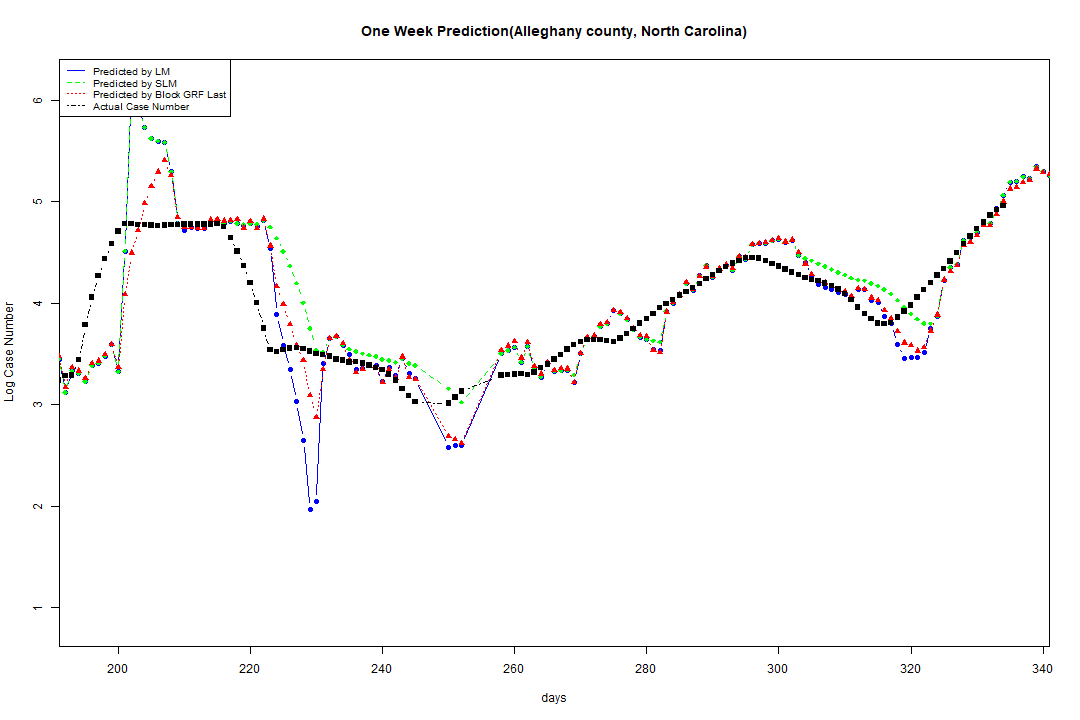 One Week Prediction(Alleghany county, North Carolina)
Predicted by LM
Predicted by SLM
Predicted by Block GRF Last
Actual Case Number
6
5
4
3
2
1
Log Case Number
200 220 240 260 280 300 320 340
days